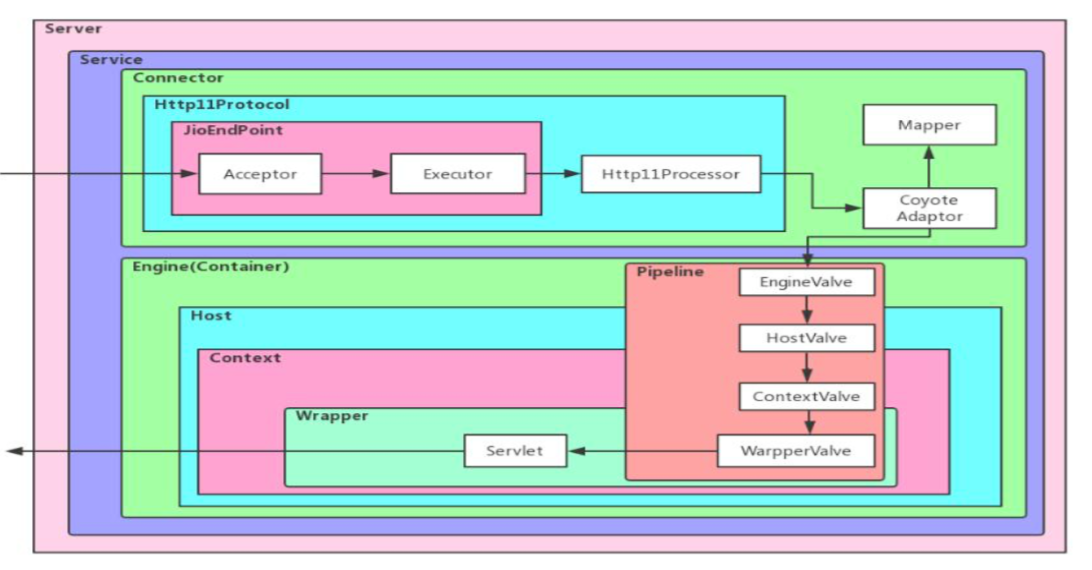 Server
Service
Connector
Http11Protocol
JioEndPoint
Mapper
Acceptor
Executor
Http11Processor
Coyote
Adaptor
Engine(Container)
Pipeline
EngineValve
Host
HostValve
Context
ContextValve
Wrapper
Servlet
WarpperValve